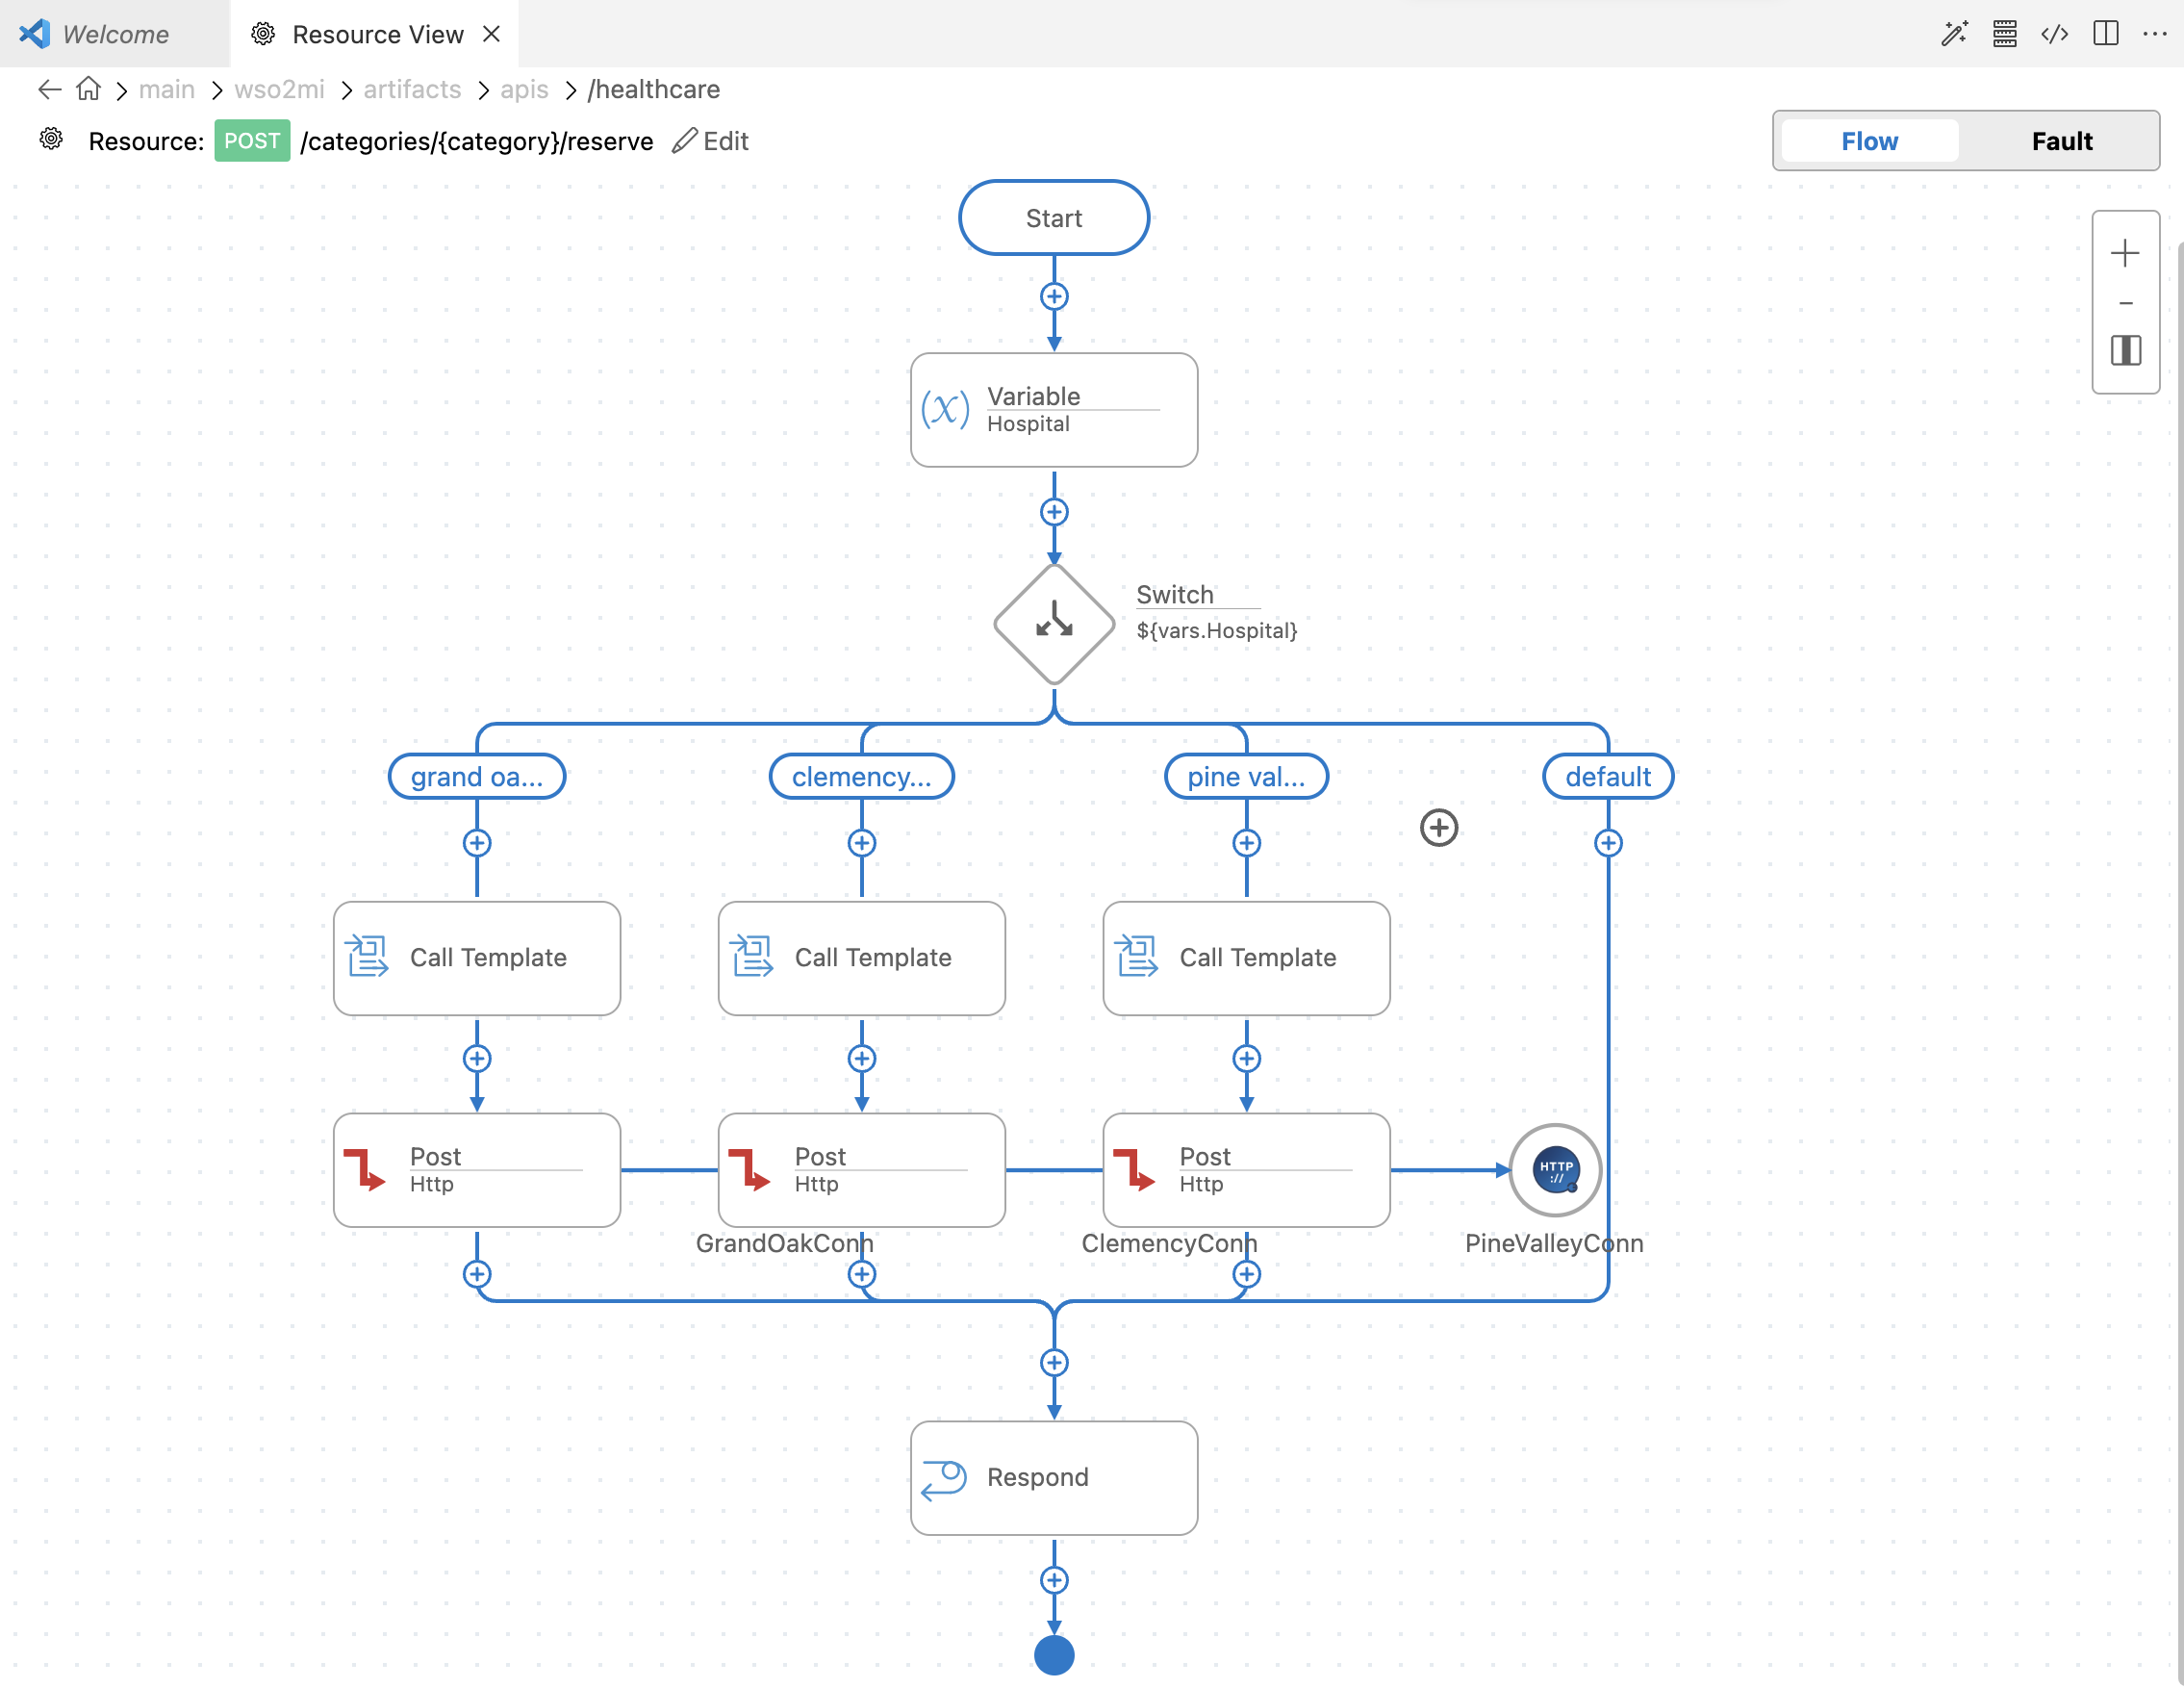 Welcome
Resource View
main
wso2mi
artifacts
apis
/healthcare
Resource: POST /categories/{category}/reserve Edit
Flow
Fault
Start
(x) Variable
Hospital
Switch
${vars.Hospital}
grand oa...
clemency...
pine val...
default
Call Template
Call Template
Call Template
Post
Http
Post
Http
Post
Http
HTTP
://
GrandOakConn
ClemencyConn
PineValleyConn
Respond